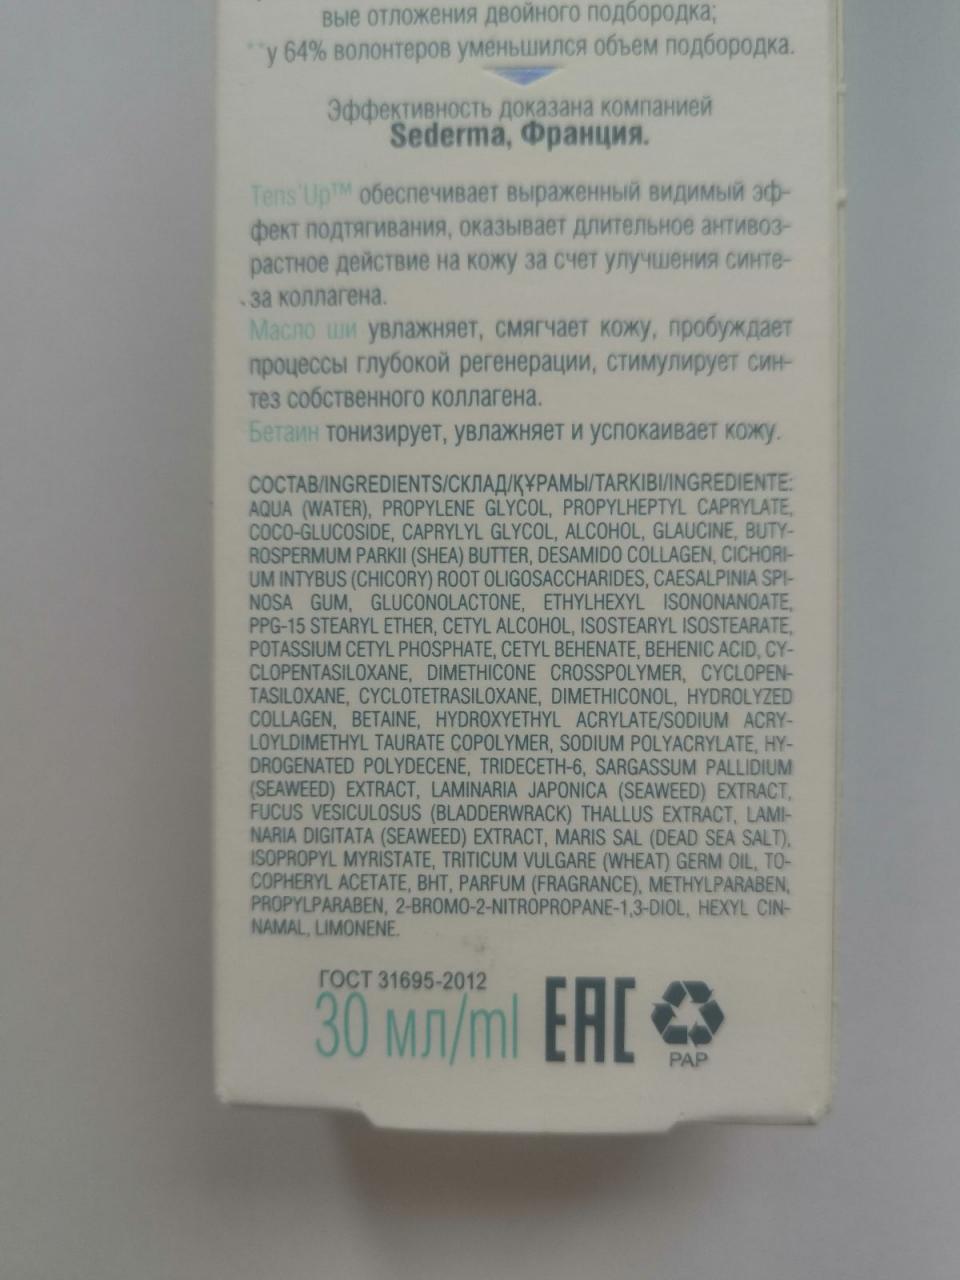 вые отложения двойного подбородка;
**у 64% волонтеров уменьшился объем подбородка.
Эффективность доказана компанией
Sederma, Франция.
Tens'Up™ обеспечивает выраженный видимый эф-
фект подтягивания, оказывает длительное антивоз-
растное действие на кожу за счет улучшения синте-
за коллагена.
Масло ши увлажняет, смягчает кожу, пробуждает
процессы глубокой регенерации, стимулирует син-
тез собственного коллагена.
Бетаин тонизирует, увлажняет и успокаивает кожу.
СОСТАВ/INGREDIENTS/СКЛАД/ҚҰРАМЫ/TARKIBI/INGREDIENTE:
AQUA (WATER), PROPYLENE GLYCOL, PROPYLHEPTYL CAPRYLATE,
COCO-GLUCOSIDE, CAPRYLYL GLYCOL, ALCOHOL, GLAUCINE, BUTY-
ROSPERMUM PARKII (SHEA) BUTTER, DESAMIDO COLLAGEN, CICHORI-
UM INTYBUS (CHICORY) ROOT OLIGOSACCHARIDES, CAESALPINIA SPI-
NOSA GUM, GLUCONOLACTONE, ETHYLHEXYL ISONONANOATE,
PPG-15 STEARYL ETHER, CETYL ALCOHOL, ISOSTEARYL ISOSTEARATE,
POTASSIUM CETYL PHOSPHATE, CETYL BEHENATE, BEHENIC ACID, CY-
CLOPENTASILOXANE, DIMETHICONE CROSSPOLYMER, CYCLOPEN-
TASILOXANE, CYCLOTETRASILOXANE, DIMETHICONOL, HYDROLYZED
COLLAGEN, BETAINE, HYDROXYETHYL ACRYLATE/SODIUM ACRY-
LOYLDIMETHYL TAURATE COPOLYMER, SODIUM POLYACRYLATE, HY-
DROGENATED POLYDECENE, TRIDECETH-6, SARGASSUM PALLIDIUM
(SEAWEED) EXTRACT, LAMINARIA JAPONICA (SEAWEED) EXTRACT,
FUCUS VESICULOSUS (BLADDERWRACK) THALLUS EXTRACT, LAMI-
NARIA DIGITATA (SEAWEED) EXTRACT, MARIS SAL (DEAD SEA SALT),
ISOPROPYL MYRISTATE, TRITICUM VULGARE (WHEAT) GERM OIL, TO-
COPHERYL ACETATE, BHT, PARFUM (FRAGRANCE), METHYLPARABEN,
PROPYLPARABEN, 2-BROMO-2-NITROPROPANE-1,3-DIOL, HEXYL CIN-
NAMAL, LIMONENE.
ГОСТ 31695-2012
30 мл/ml
EAC
PAP